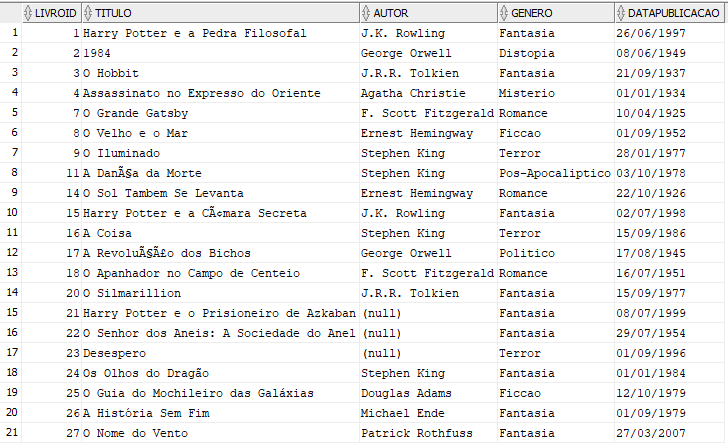 LIVROID TITULO AUTOR GENERO DATAPUBLICACAO
1 1 Harry Potter e a Pedra Filosofal J.K. Rowling Fantasia 26/06/1997
2 2 1984 George Orwell Distopia 08/06/1949
3 3 O Hobbit J.R.R. Tolkien Fantasia 21/09/1937
4 4 Assassinato no Expresso do Oriente Agatha Christie Misterio 01/01/1934
5 7 O Grande Gatsby F. Scott Fitzgerald Romance 10/04/1925
6 8 O Velho e o Mar Ernest Hemingway Ficcao 01/09/1952
7 9 O Iluminado Stephen King Terror 28/01/1977
8 11 A DanÃ§a da Morte Stephen King Pos-Apocaliptico 03/10/1978
9 14 O Sol Tambem Se Levanta Ernest Hemingway Romance 22/10/1926
10 15 Harry Potter e a CÃ¢mara Secreta J.K. Rowling Fantasia 02/07/1998
11 16 A Coisa Stephen King Terror 15/09/1986
12 17 A RevoluÃ§Ã£o dos Bichos George Orwell Politico 17/08/1945
13 18 O Apanhador no Campo de Centeio F. Scott Fitzgerald Romance 16/07/1951
14 20 O Silmarillion J.R.R. Tolkien Fantasia 15/09/1977
15 21 Harry Potter e o Prisioneiro de Azkaban (null) Fantasia 08/07/1999
16 22 O Senhor dos Aneis: A Sociedade do Anel (null) Fantasia 29/07/1954
17 23 Desespero (null) Terror 01/09/1996
18 24 Os Olhos do Dragão Stephen King Fantasia 01/01/1984
19 25 O Guia do Mochileiro das Galáxias Douglas Adams Ficcao 12/10/1979
20 26 A História Sem Fim Michael Ende Fantasia 01/09/1979
21 27 O Nome do Vento Patrick Rothfuss Fantasia 27/03/2007